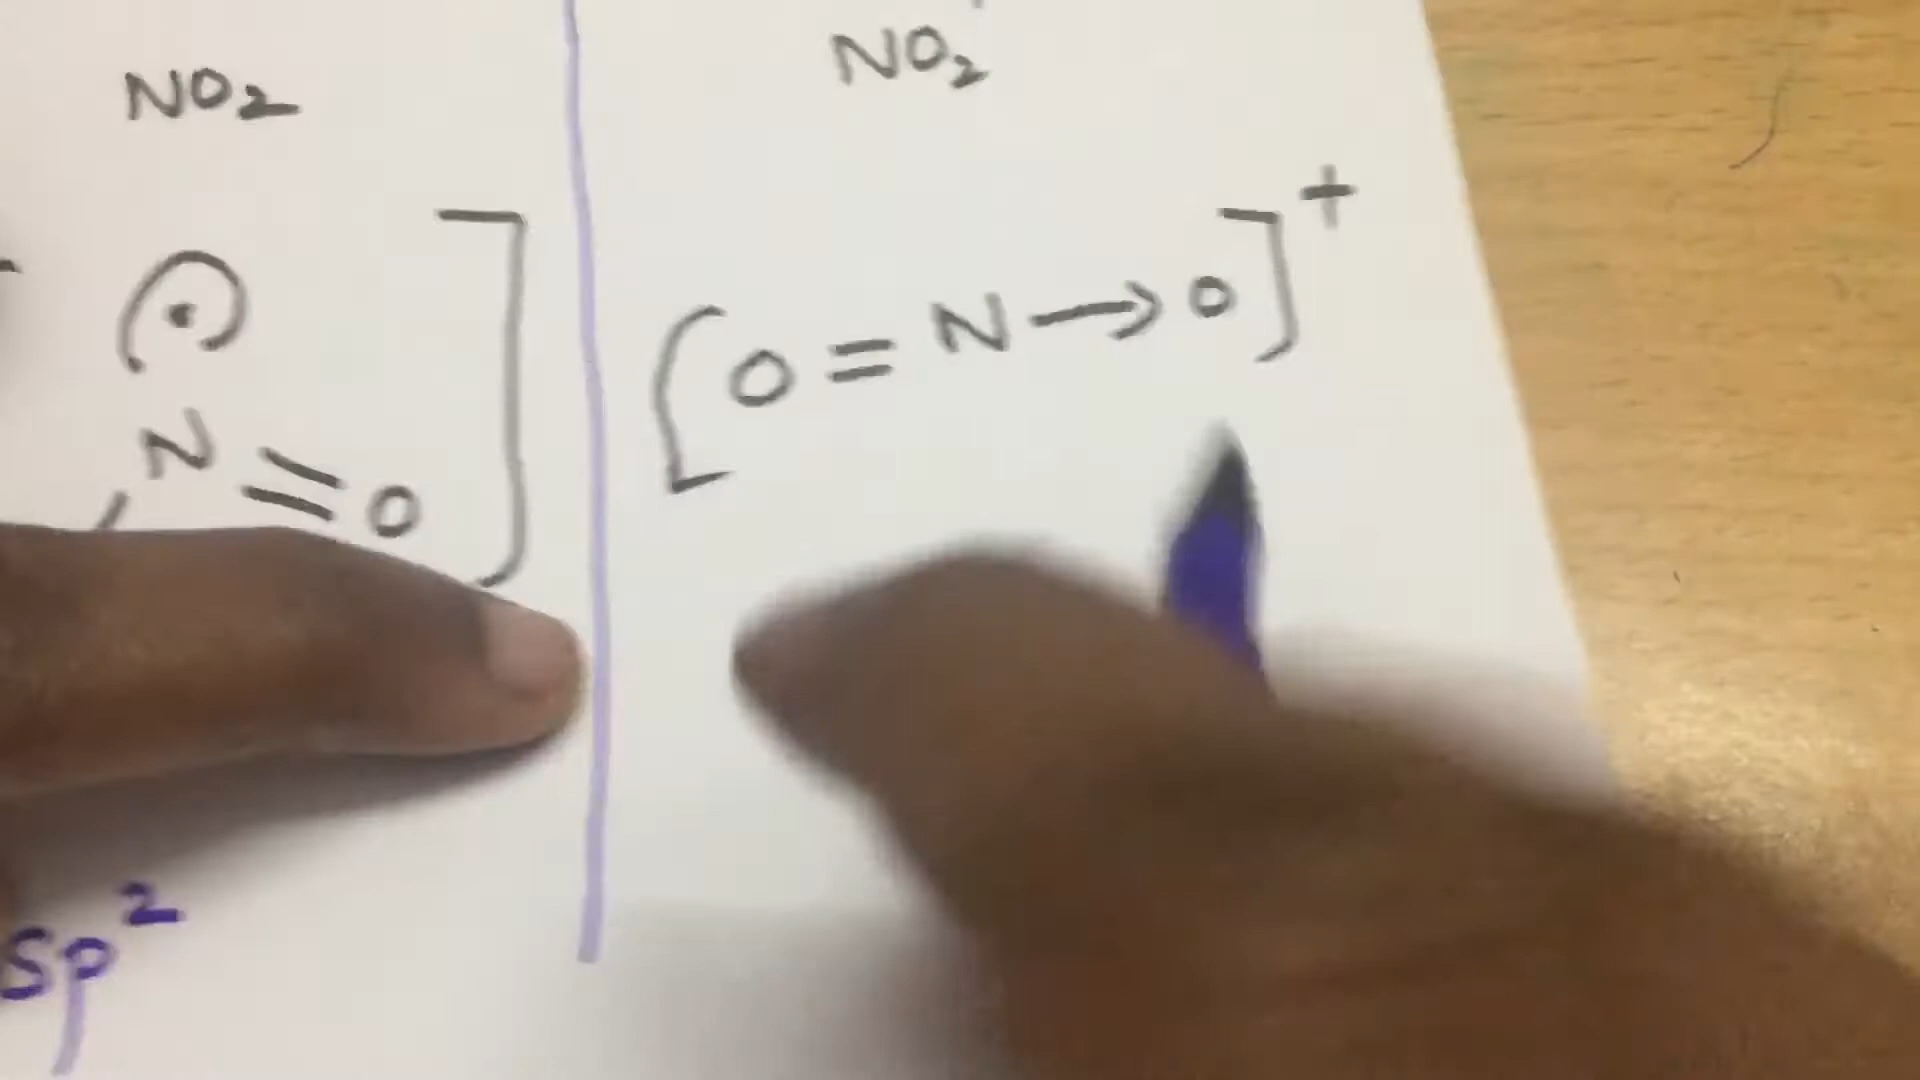 NO₂
N=O
sp²
NO₂
[O=N→O]⁺